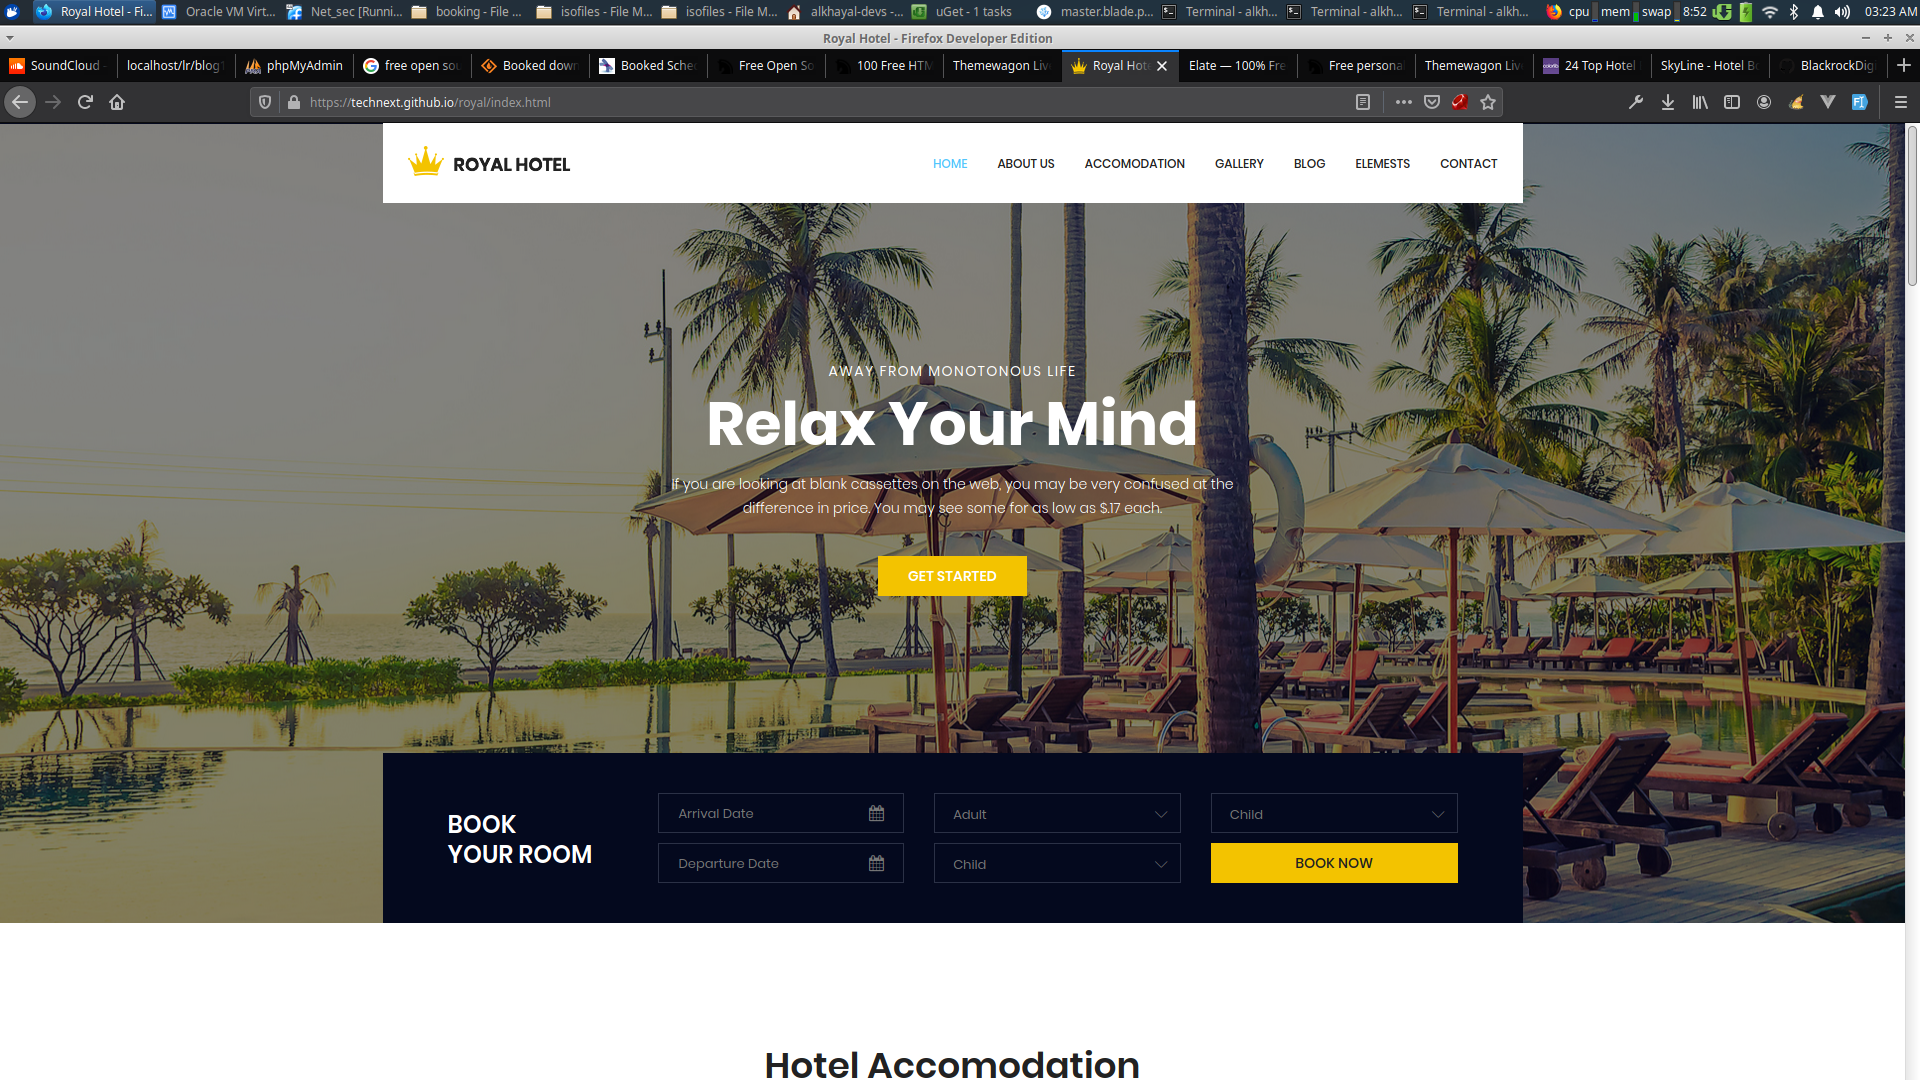 Royal Hotel - Fi...
Oracle VM Virt...
Net_sec [Runni...
booking - File ...
isofiles - File M...
isofiles - File M...
alkhayal-devs -...
uGet - 1 tasks
master.blade.p...
Terminal - alkh...
Terminal - alkh...
Terminal - alkh...
cpu
mem
swap
8:52
03:23 AM
Royal Hotel - Firefox Developer Edition
SoundCloud -
localhost/lr/blog1
phpMyAdmin
free open sou
Booked down
Booked Sche
Free Open So
100 Free HTM
Themewagon Liv
Royal Hot
Elate — 100% Fre
Free persona
Themewagon Liv
24 Top Hotel
SkyLine - Hotel Bo
BlackrockDig
https://technext.github.io/royal/index.html
ROYAL HOTEL
HOME
ABOUT US
ACCOMODATION
GALLERY
BLOG
ELEMESTS
CONTACT
AWAY FROM MONOTONOUS LIFE
Relax Your Mind
If you are looking at blank cassettes on the web, you may be very confused at the
difference in price. You may see some for as low as $.17 each.
GET STARTED
BOOK
YOUR ROOM
Arrival Date
Adult
Child
Departure Date
Child
BOOK NOW
Hotel Accomodation